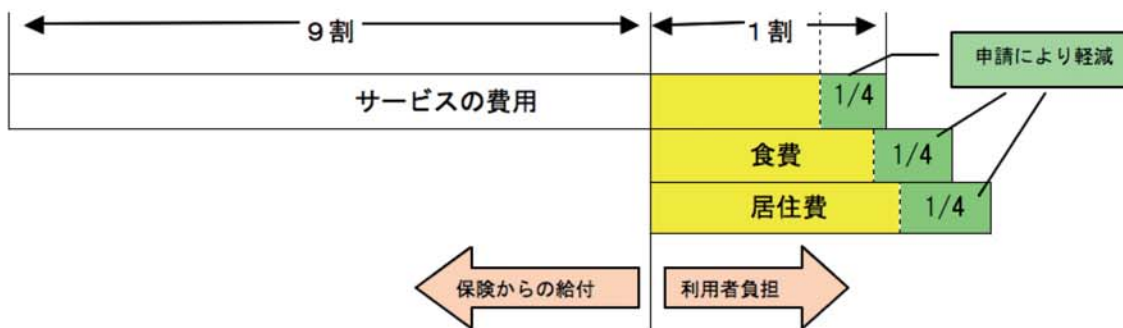 9割
1割
申請により軽減
サービスの費用
1/4
食費
1/4
居住費
1/4
保険からの給付
利用者負担